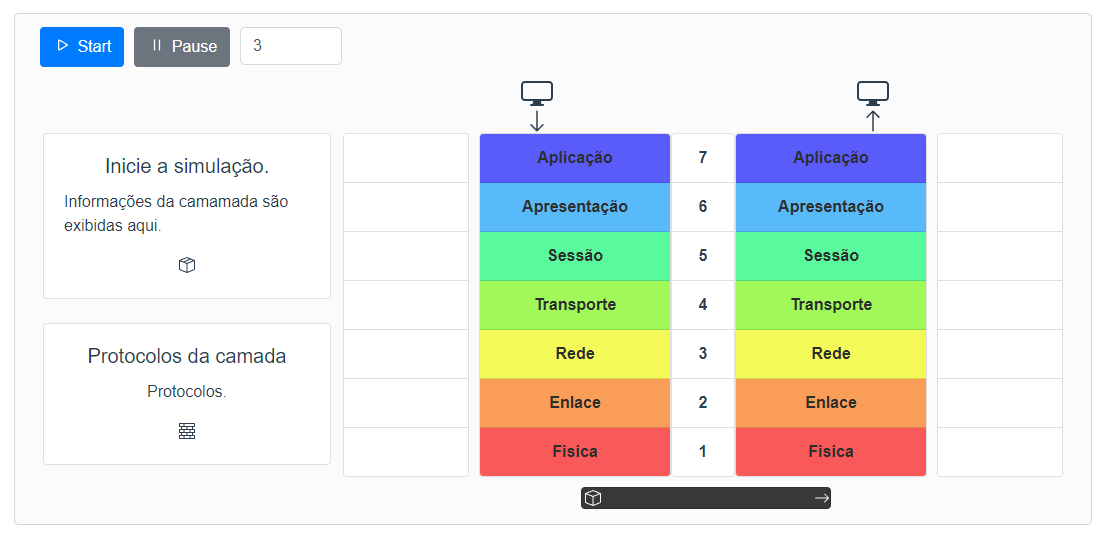 Start
Pause
3
Inicie a simulação.
Informações da camamada são
exibidas aqui.
Protocolos da camada
Protocolos.
Aplicação 7 Aplicação
Apresentação 6 Apresentação
Sessão 5 Sessão
Transporte 4 Transporte
Rede 3 Rede
Enlace 2 Enlace
Fisica 1 Fisica